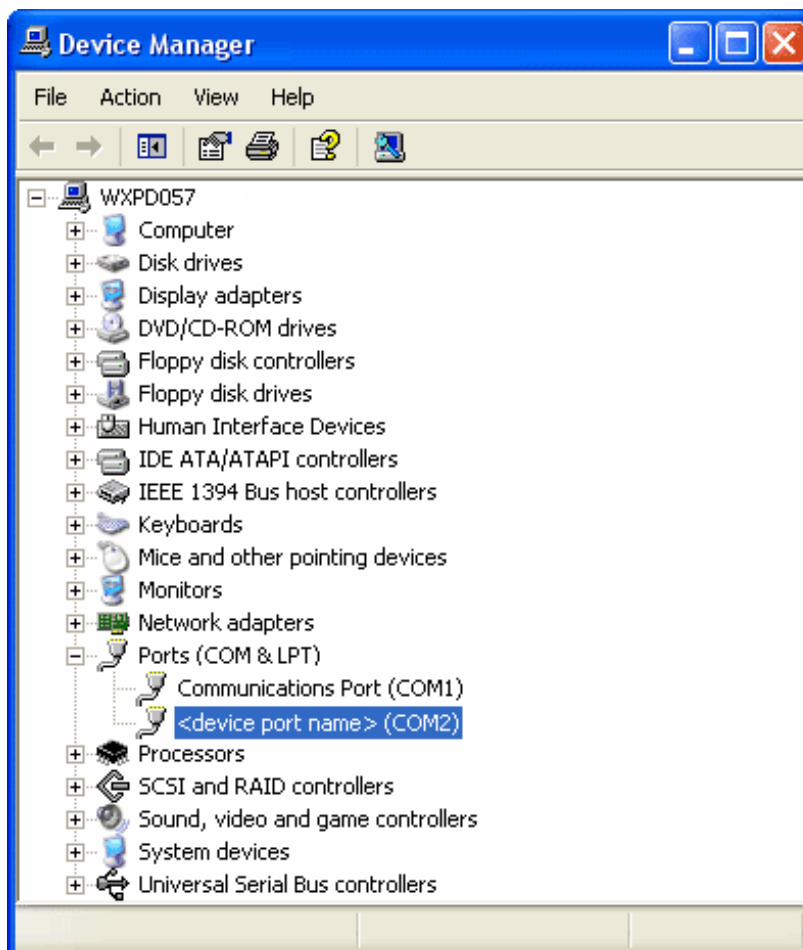 Device Manager
File Action View Help
WXPD057
Computer
Disk drives
Display adapters
DVD/CD-ROM drives
Floppy disk controllers
Floppy disk drives
Human Interface Devices
IDE ATA/ATAPI controllers
IEEE 1394 Bus host controllers
Keyboards
Mice and other pointing devices
Monitors
Network adapters
Ports (COM & LPT)
Communications Port (COM1)
<device port name> (COM2)
Processors
SCSI and RAID controllers
Sound, video and game controllers
System devices
Universal Serial Bus controllers